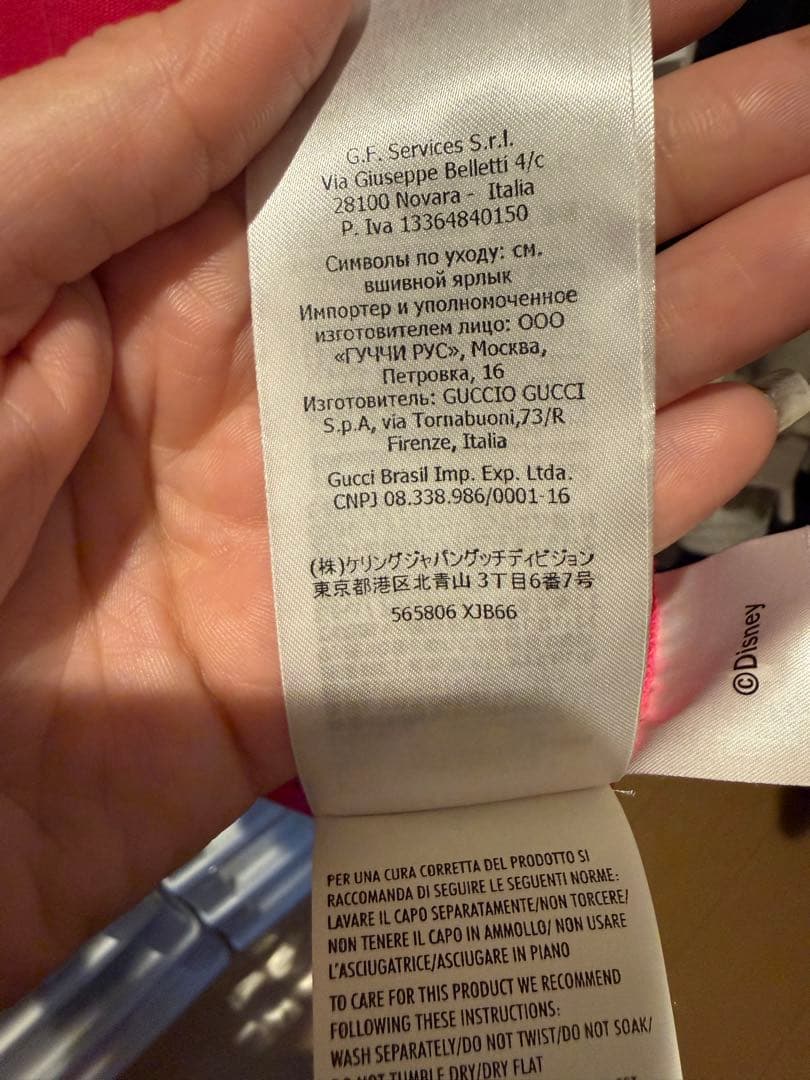 G.F. Services S.r.l.
Via Giuseppe Belletti 4/c
28100 Novara - Italia
P. Iva 13364840150
Символы по уходу: см.
вшивной ярлык
Импортер и уполномоченное
изготовителем лицо: ООО
«ГУЧЧИ РУС», Москва,
Петровка, 16
Изготовитель: GUCCIO GUCCI
S.p.A, via Tornabuoni,73/R
Firenze, Italia
Gucci Brasil Imp. Exp. Ltda.
CNPJ 08.338.986/0001-16
(株)ケリングジャパングッチディビジョン
東京都港区北青山 3丁目6番7号
565806 XJB66
©Disney
PER UNA CURA CORRETTA DEL PRODOTTO SI
RACCOMANDA DI SEGUIRE LE SEGUENTI NORME:
LAVARE IL CAPO SEPARATAMENTE/NON TORCERE/
NON TENERE IL CAPO IN AMMOLLO/ NON USARE
L'ASCIUGATRICE/ASCIUGARE IN PIANO
TO CARE FOR THIS PRODUCT WE RECOMMEND
FOLLOWING THESE INSTRUCTIONS:
WASH SEPARATELY/DO NOT TWIST/DO NOT SOAK/
DO NOT TUMBLE DRY/DRY FLAT